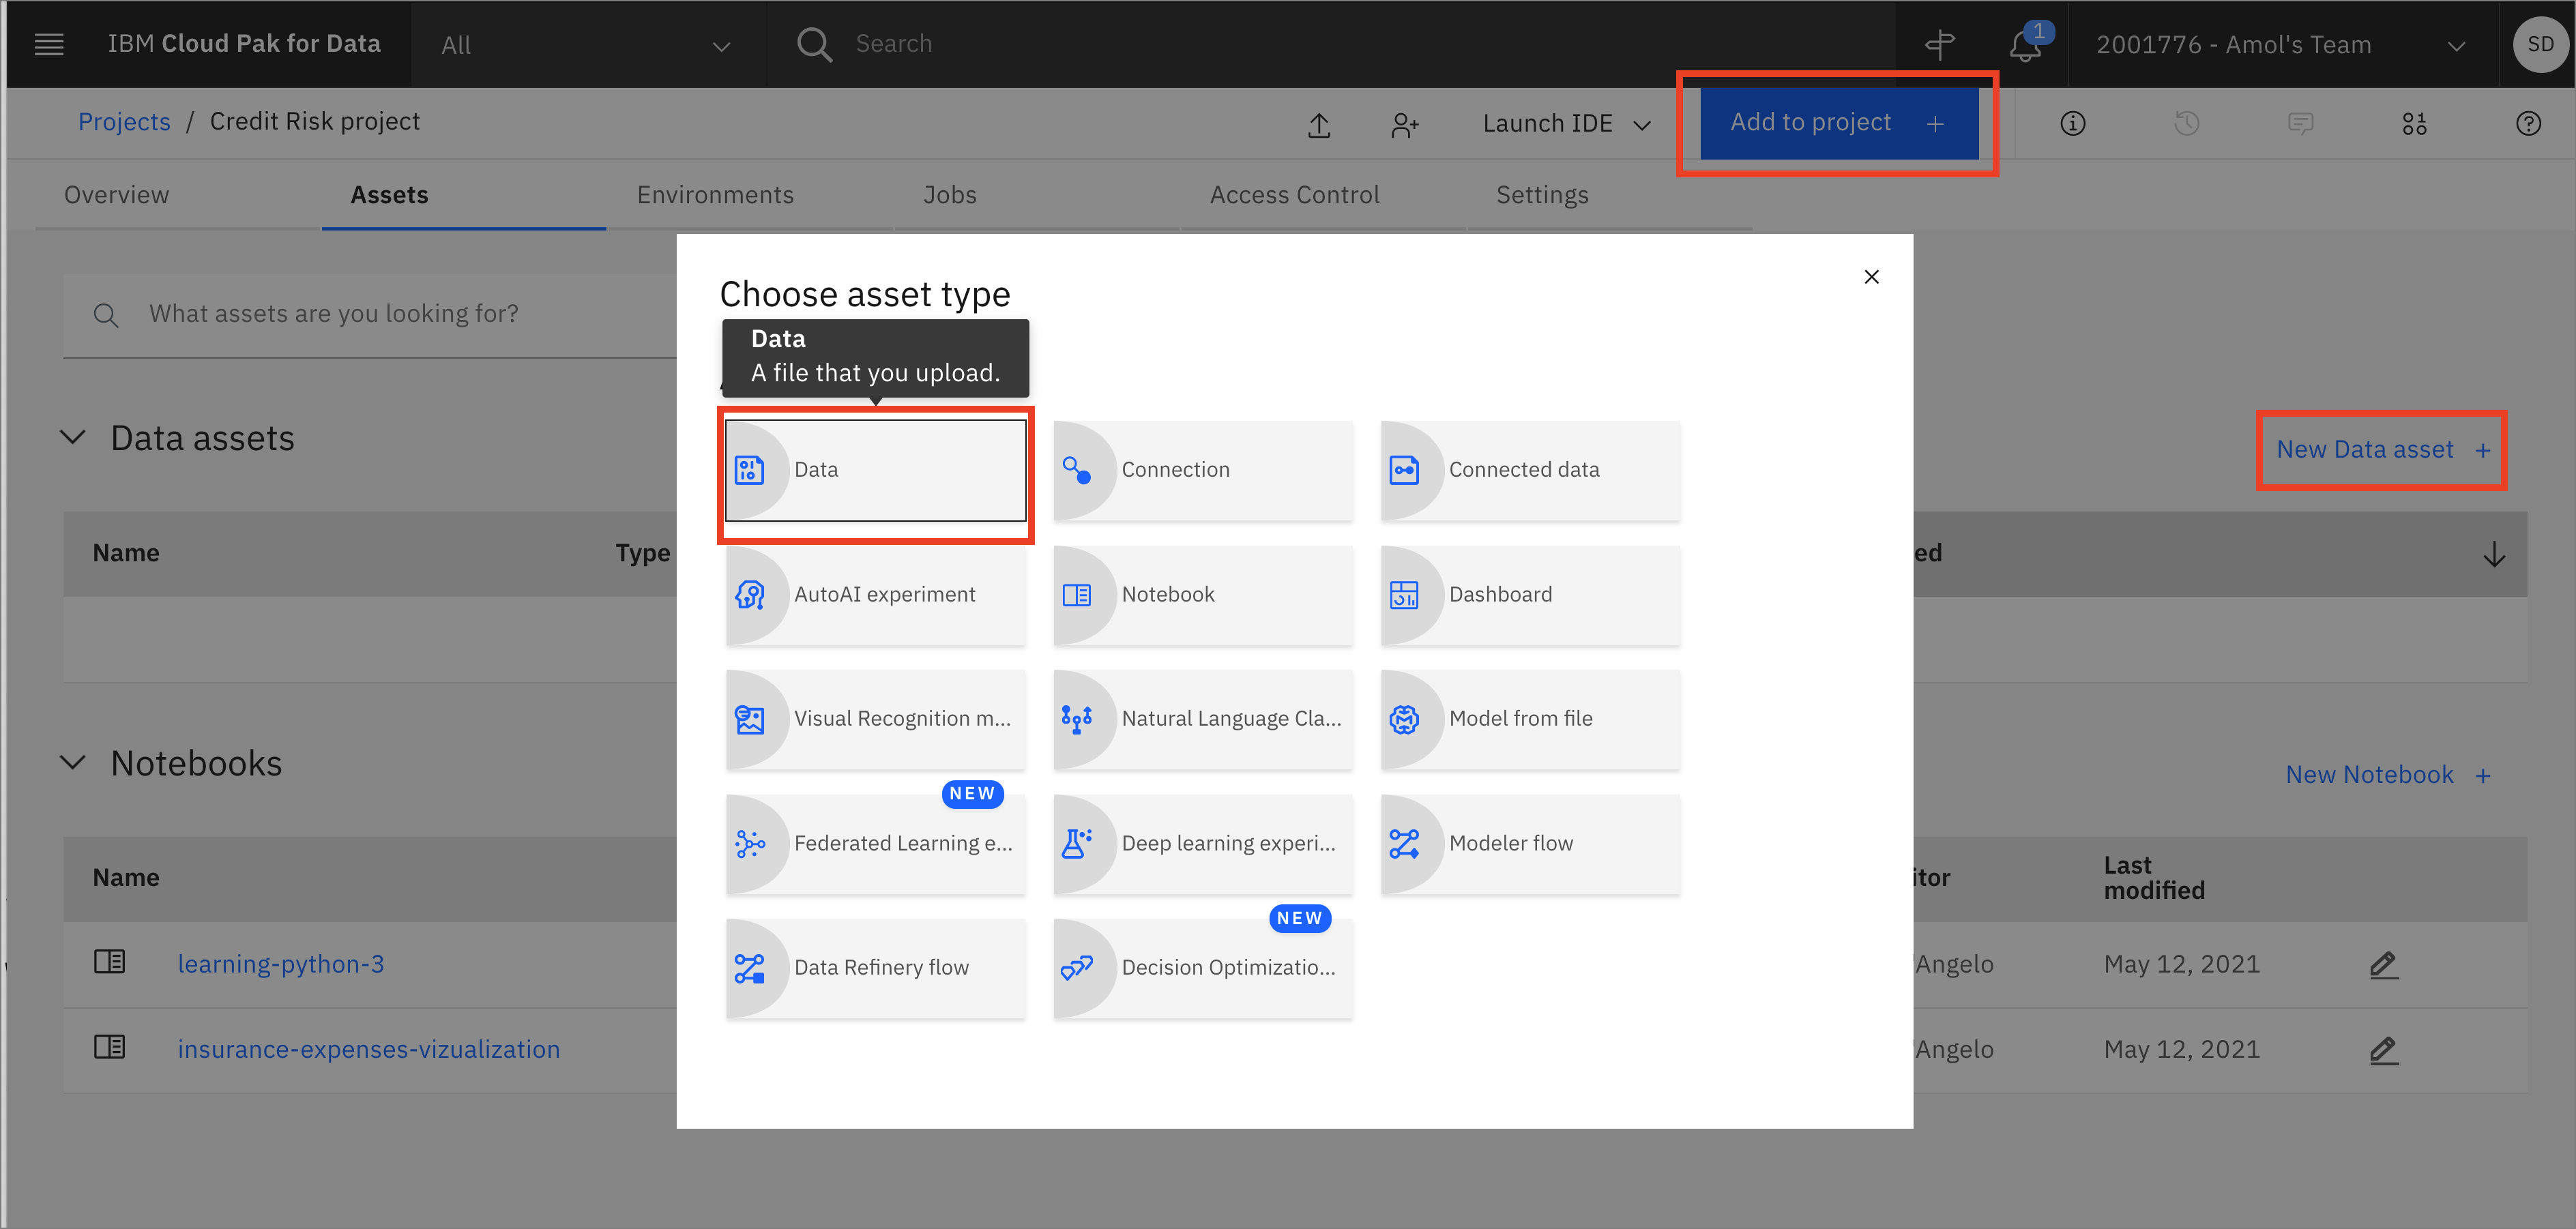 IBM Cloud Pak for Data
All
Search
1
2001776 - Amol's Team
SD
Projects / Credit Risk project
Launch IDE
Add to project +
Overview
Assets
Environments
Jobs
Access Control
Settings
What assets are you looking for?
Choose asset type
Data
A file that you upload.
Data assets
New Data asset +
Name
Type
ed
Data
Connection
Connected data
AutoAI experiment
Notebook
Dashboard
Visual Recognition m...
Natural Language Cla...
Model from file
NEW
Federated Learning e...
Deep learning experi...
Modeler flow
NEW
Data Refinery flow
Decision Optimizatio...
Notebooks
New Notebook +
Name
itor
Last
modified
learning-python-3
'Angelo
May 12, 2021
insurance-expenses-vizualization
'Angelo
May 12, 2021